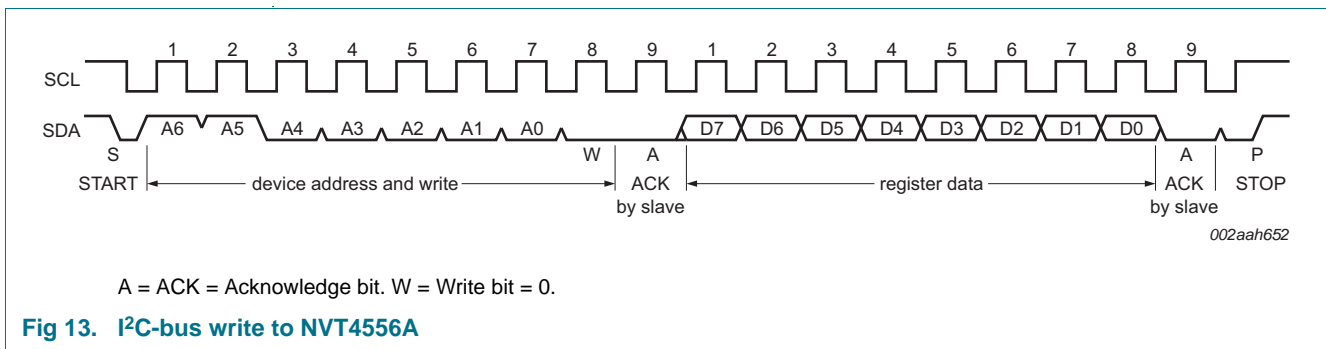 1 2 3 4 5 6 7 8 9 1 2 3 4 5 6 7 8 9
SCL
SDA A6 A5 A4 A3 A2 A1 A0 D7 D6 D5 D4 D3 D2 D1 D0
S W A A P
START device address and write ACK register data ACK STOP
by slave by slave
002aah652
A = ACK = Acknowledge bit. W = Write bit = 0.
Fig 13. I²C-bus write to NVT4556A